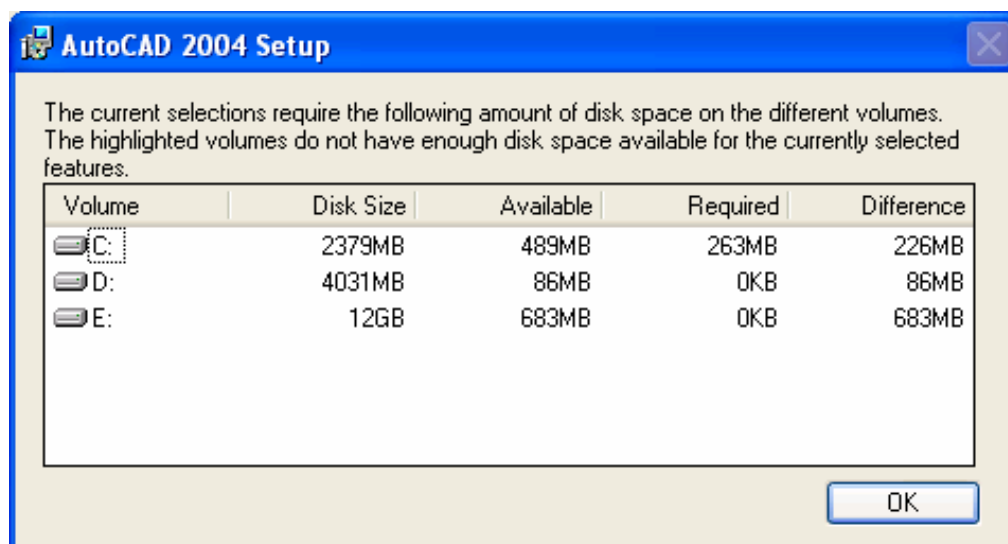 AutoCAD 2004 Setup
The current selections require the following amount of disk space on the different volumes.
The highlighted volumes do not have enough disk space available for the currently selected
features.
Volume Disk Size Available Required Difference
C: 2379MB 489MB 263MB 226MB
D: 4031MB 86MB 0KB 86MB
E: 12GB 683MB 0KB 683MB
OK